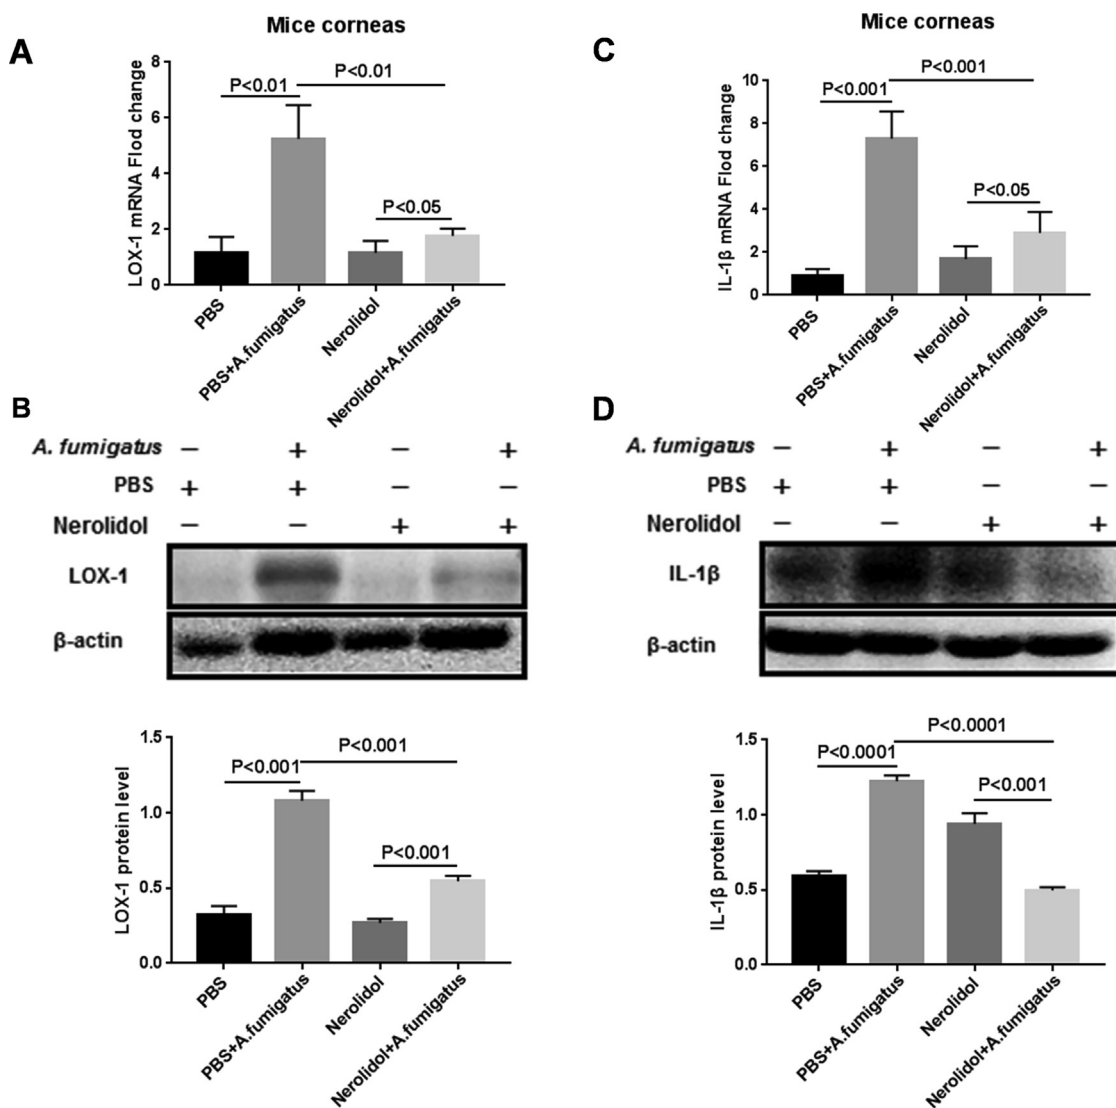 Mice corneas
A
LOX-1 mRNA Flod change
8
6
4
2
0
P<0.01
P<0.01
P<0.05
PBS
PBS+A.fumigatus
Nerolidol
Nerolidol+A.fumigatus
Mice corneas
C
IL-1β mRNA Flod change
10
8
6
4
2
0
P<0.001
P<0.001
P<0.05
PBS
PBS+A.fumigatus
Nerolidol
Nerolidol+A.fumigatus
B
A. fumigatus − + − +
PBS + + − −
Nerolidol − − + +
LOX-1
β-actin
LOX-1 protein level
1.5
1.0
0.5
0.0
P<0.001
P<0.001
P<0.001
PBS
PBS+A.fumigatus
Nerolidol
Nerolidol+A.fumigatus
D
A. fumigatus − + − +
PBS + + − −
Nerolidol − − + +
IL-1β
β-actin
IL-1β protein level
1.5
1.0
0.5
0.0
P<0.0001
P<0.0001
P<0.001
PBS
PBS+A.fumigatus
Nerolidol
Nerolidol+A.fumigatus